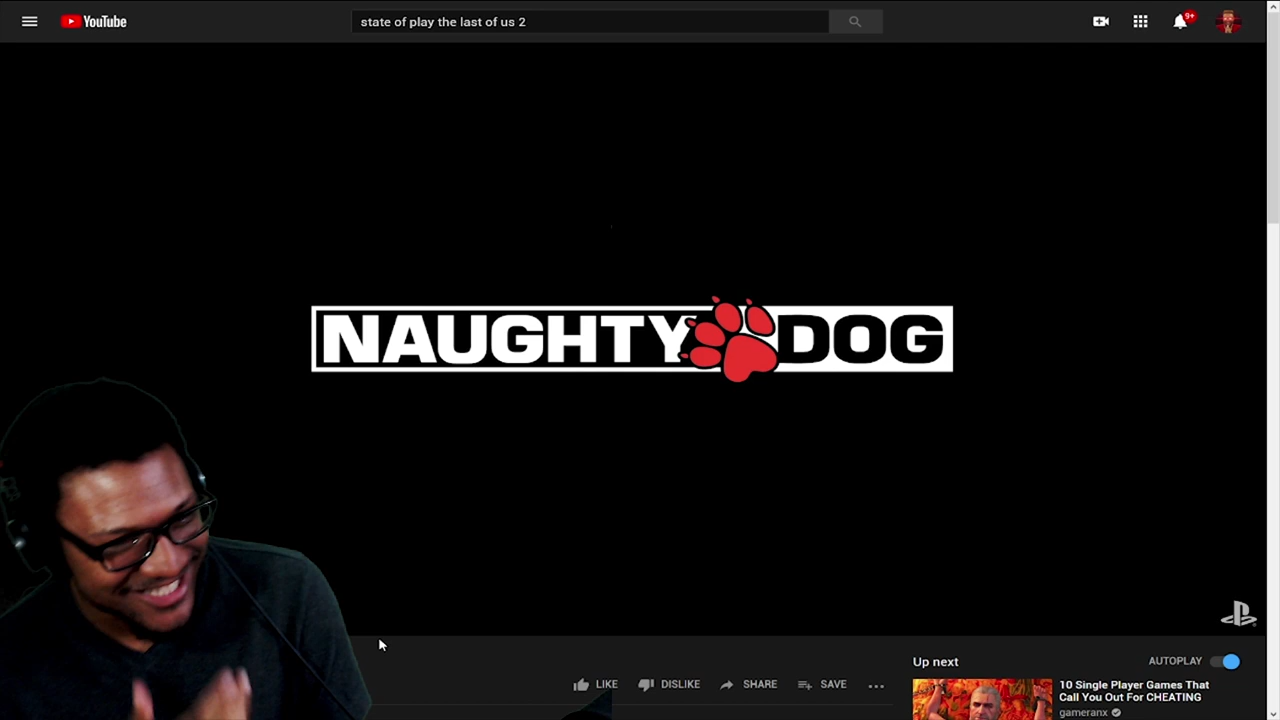 YouTube
state of play the last of us 2
9+
NAUGHTY DOG
Up next
AUTOPLAY
LIKE
DISLIKE
SHARE
SAVE
10 Single Player Games That
Call You Out For CHEATING
gameranx